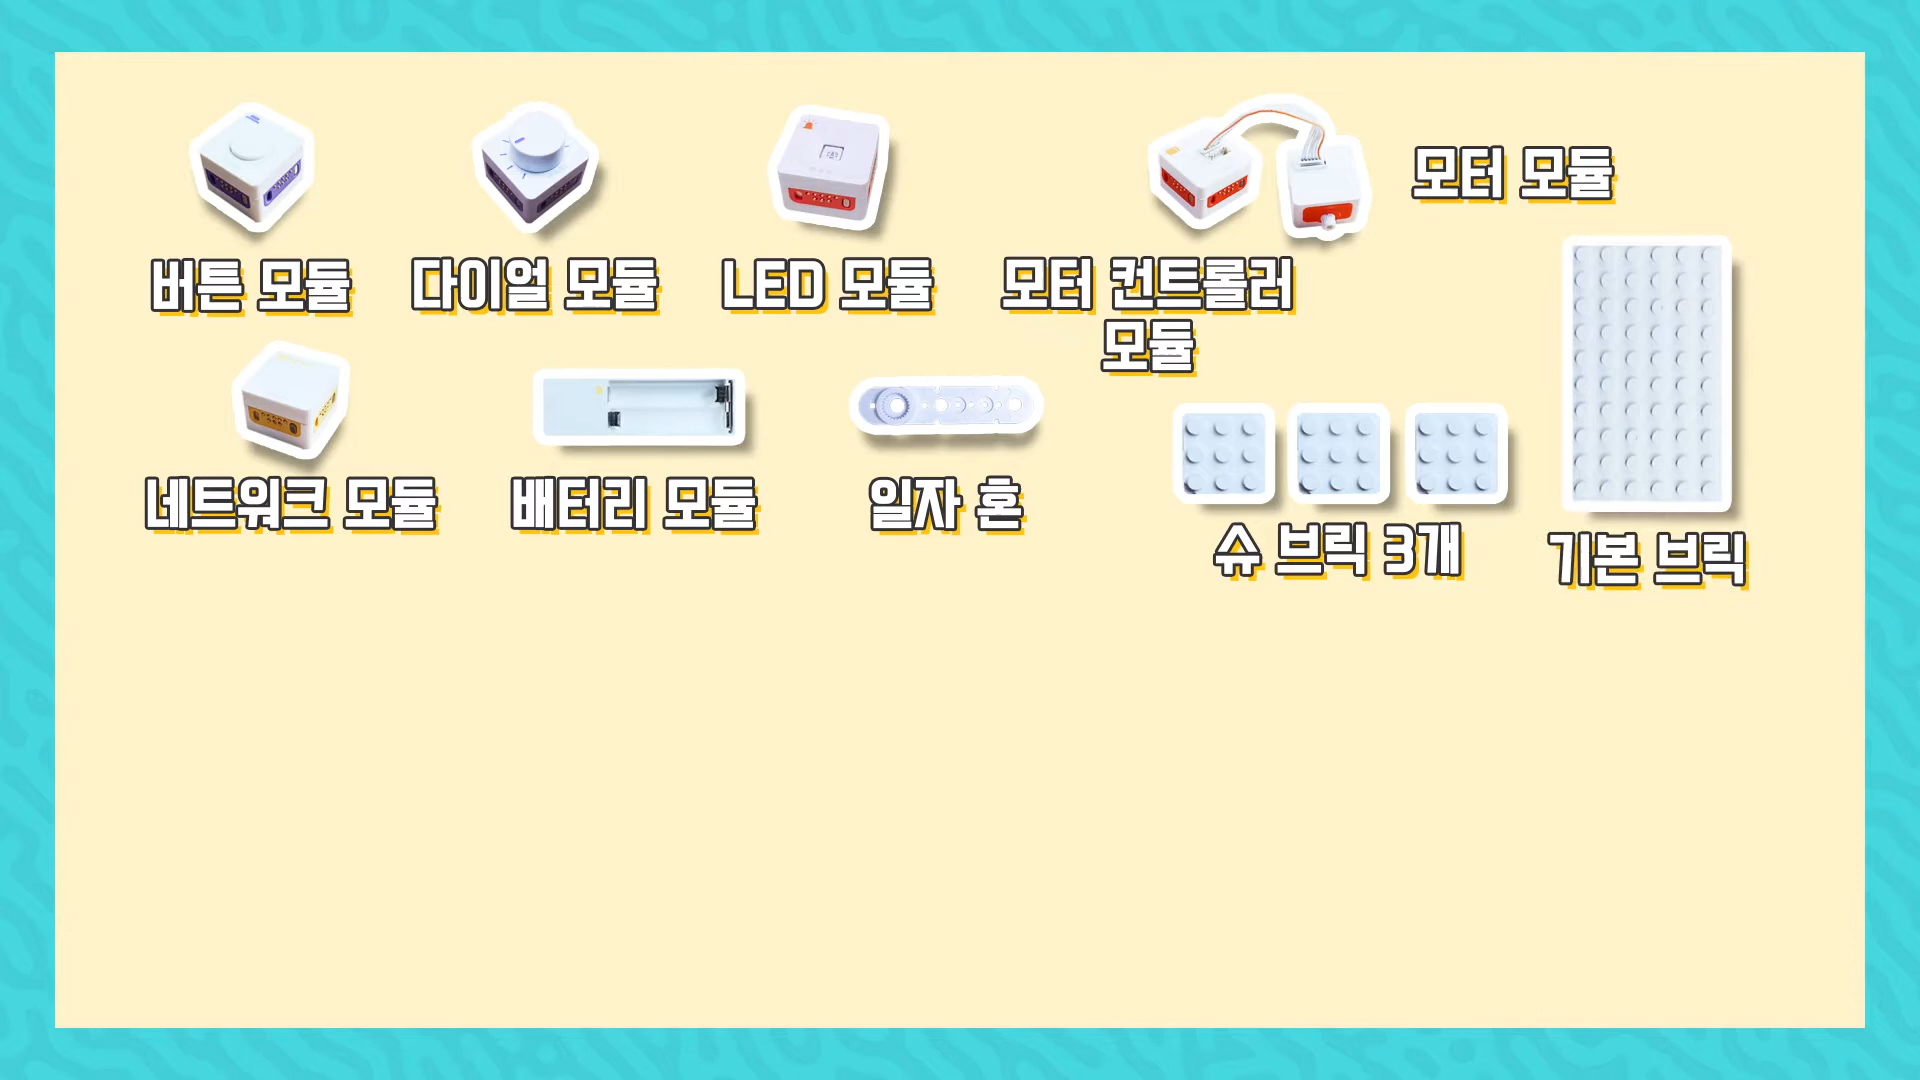 모터 모듈
버튼 모듈
다이얼 모듈
LED 모듈
모터 컨트롤러
모듈
네트워크 모듈
배터리 모듈
일자 혼
슈 브릭 3개
기본 브릭